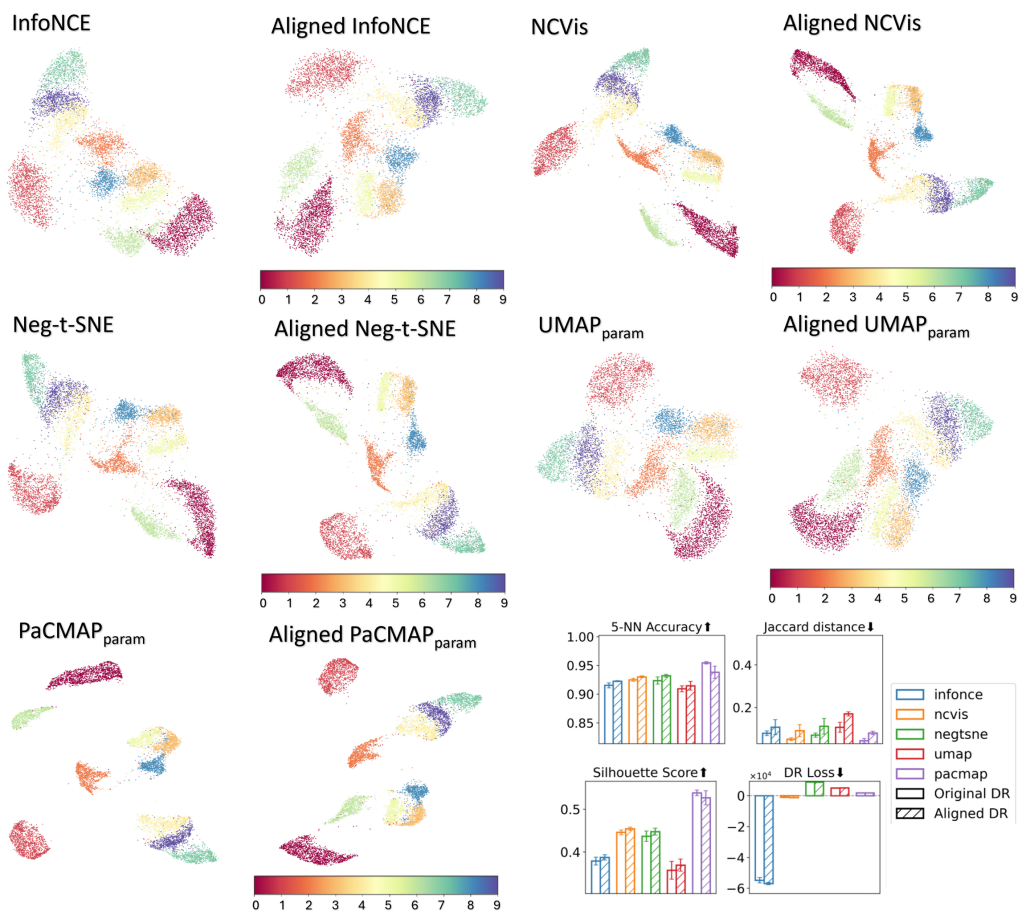 InfoNCE
Aligned InfoNCE
NCVis
Aligned NCVis
0 1 2 3 4 5 6 7 8 9
0 1 2 3 4 5 6 7 8 9
Neg-t-SNE
Aligned Neg-t-SNE
UMAPparam
Aligned UMAPparam
0 1 2 3 4 5 6 7 8 9
0 1 2 3 4 5 6 7 8 9
PaCMAPparam
Aligned PaCMAPparam
0 1 2 3 4 5 6 7 8 9
5-NN Accuracy⬆
1.00
0.95
0.90
0.85
Jaccard distance⬇
0.4
0.2
Silhouette Score⬆
0.5
0.4
DR Loss⬇
×10⁴
0
−2
−4
−6
infonce
ncvis
negtsne
umap
pacmap
Original DR
Aligned DR